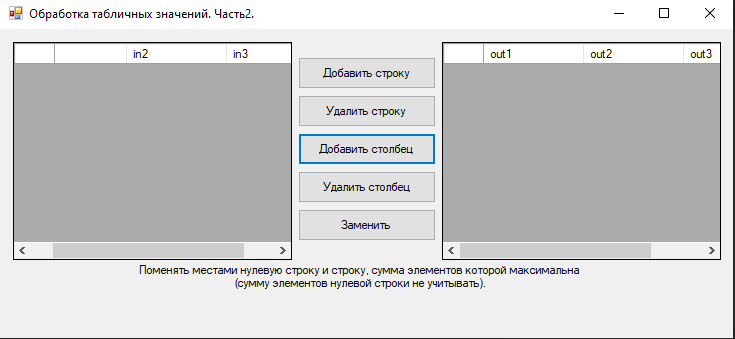 Обработка табличных значений. Часть2.
in2 in3
out1 out2 out3
Добавить строку
Удалить строку
Добавить столбец
Удалить столбец
Заменить
Поменять местами нулевую строку и строку, сумма элементов которой максимальна
(сумму элементов нулевой строки не учитывать).